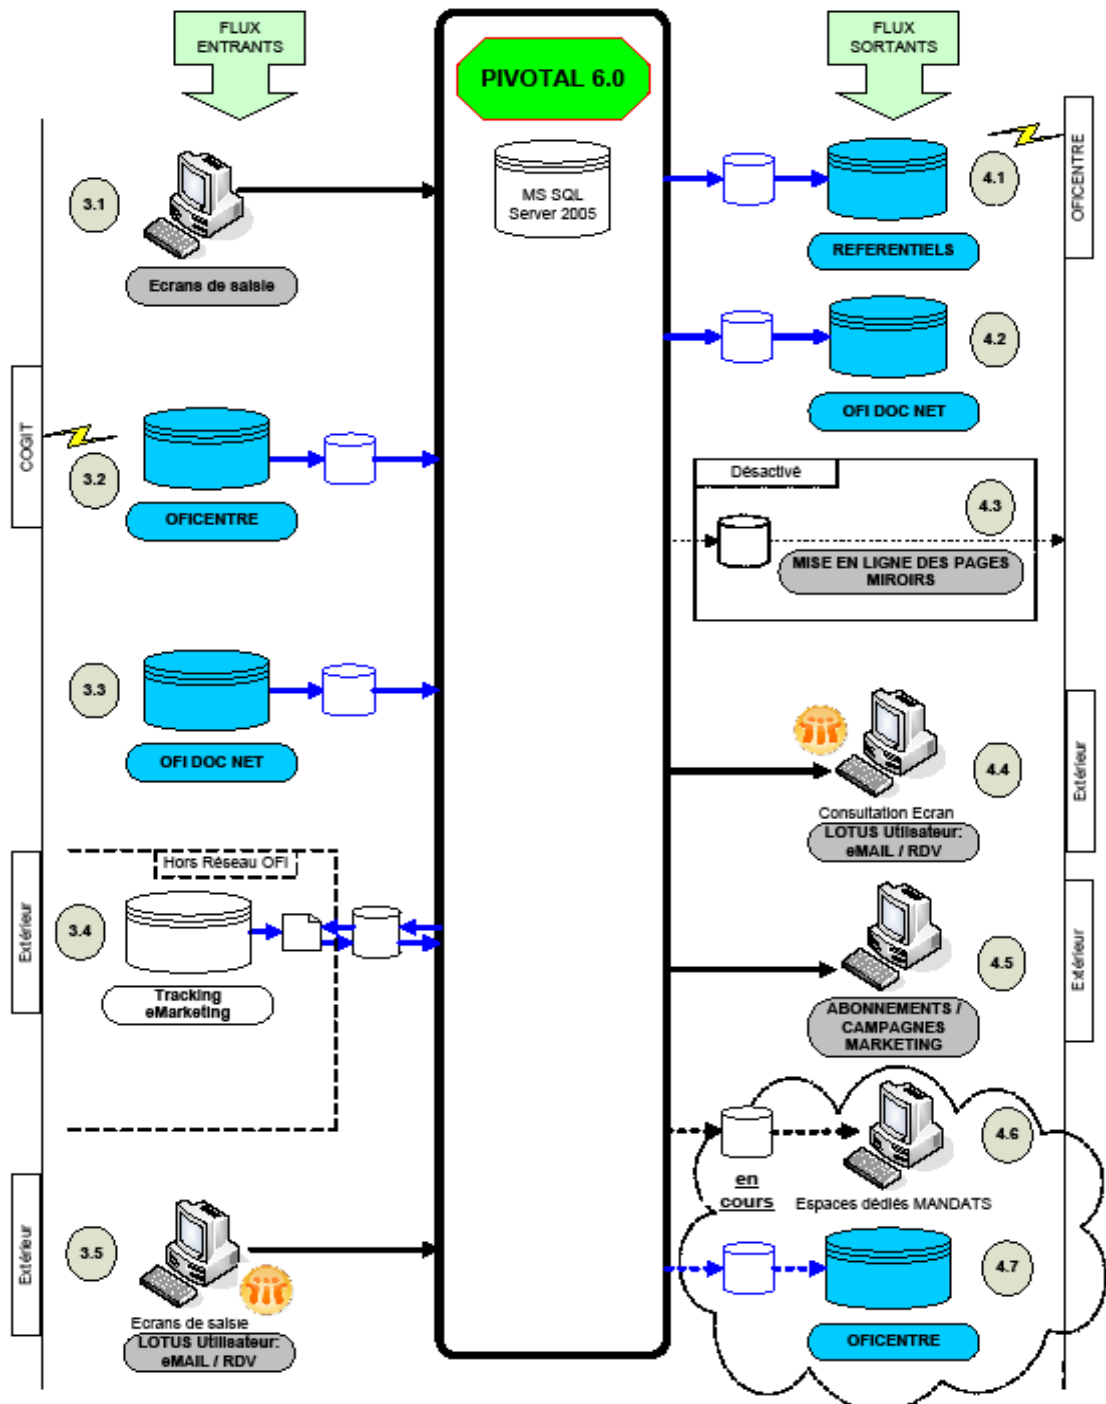 FLUX
ENTRANTS
PIVOTAL 6.0
MS SQL
Server 2005
FLUX
SORTANTS
OFICENTRE
3.1
Ecrans de saisie
4.1
REFERENTIELS
4.2
OFI DOC NET
COGIT
3.2
OFICENTRE
Désactivé
4.3
MISE EN LIGNE DES PAGES
MIROIRS
3.3
OFI DOC NET
4.4
Extérieur
Consultation Ecran
LOTUS Utilisateur:
eMAIL / RDV
Extérieur
Hors Réseau OFI
3.4
Tracking
eMarketing
4.5
Extérieur
ABONNEMENTS /
CAMPAGNES
MARKETING
4.6
en
cours
Espaces dédiés MANDATS
Extérieur
3.5
Ecrans de saisie
LOTUS Utilisateur:
eMAIL / RDV
4.7
OFICENTRE